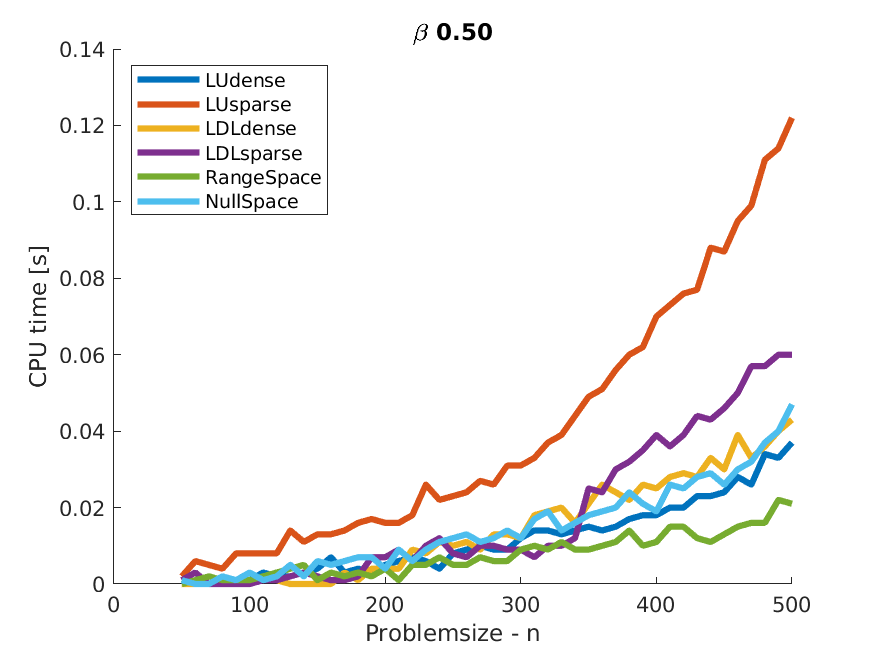 β 0.50
0.14
0.12
0.1
0.08
0.06
0.04
0.02
0
CPU time [s]
LUdense
LUsparse
LDLdense
LDLsparse
RangeSpace
NullSpace
0 100 200 300 400 500
Problemsize - n